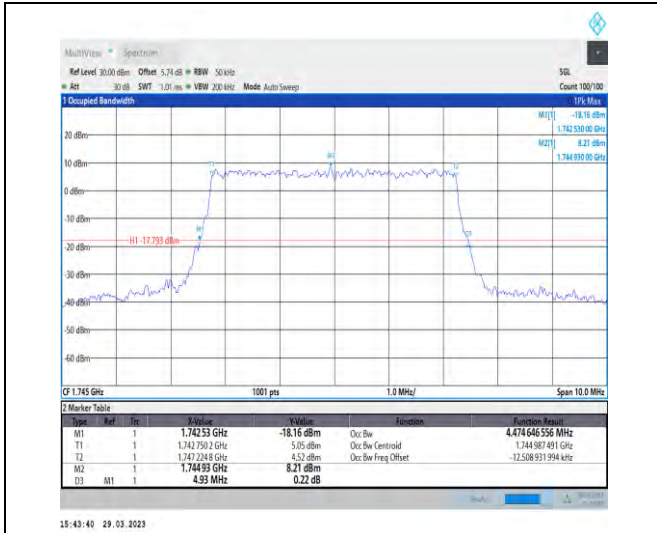 MultiView Spectrum
Ref Level 30.00 dBm Offset 5.74 dB RBW 50 kHz SGL
Att 30 dB SWT 1.01 ms VBW 200 kHz Mode Auto Sweep Count 100/100
1 Occupied Bandwidth 1Pk Max
M1[1] -18.16 dBm
1.742 530 00 GHz
20 dBm M2[1] 8.21 dBm
1.744 930 00 GHz
10 dBm T1 M2 T2
0 dBm
-10 dBm
M1 D3
H1 -17.793 dBm
-20 dBm
-30 dBm
-40 dBm
-50 dBm
-60 dBm
CF 1.745 GHz 1001 pts 1.0 MHz/ Span 10.0 MHz
2 Marker Table
Type Ref Trc X-Value Y-Value Function Function Result
M1 1 1.742 53 GHz -18.16 dBm Occ Bw 4.474 646 556 MHz
T1 1 1.742 750 2 GHz 5.05 dBm Occ Bw Centroid 1.744 987 491 GHz
T2 1 1.747 224 8 GHz 4.52 dBm Occ Bw Freq Offset -12.508 931 994 kHz
M2 1 1.744 93 GHz 8.21 dBm
D3 M1 1 4.93 MHz 0.22 dB
15:43:40 29.03.2023